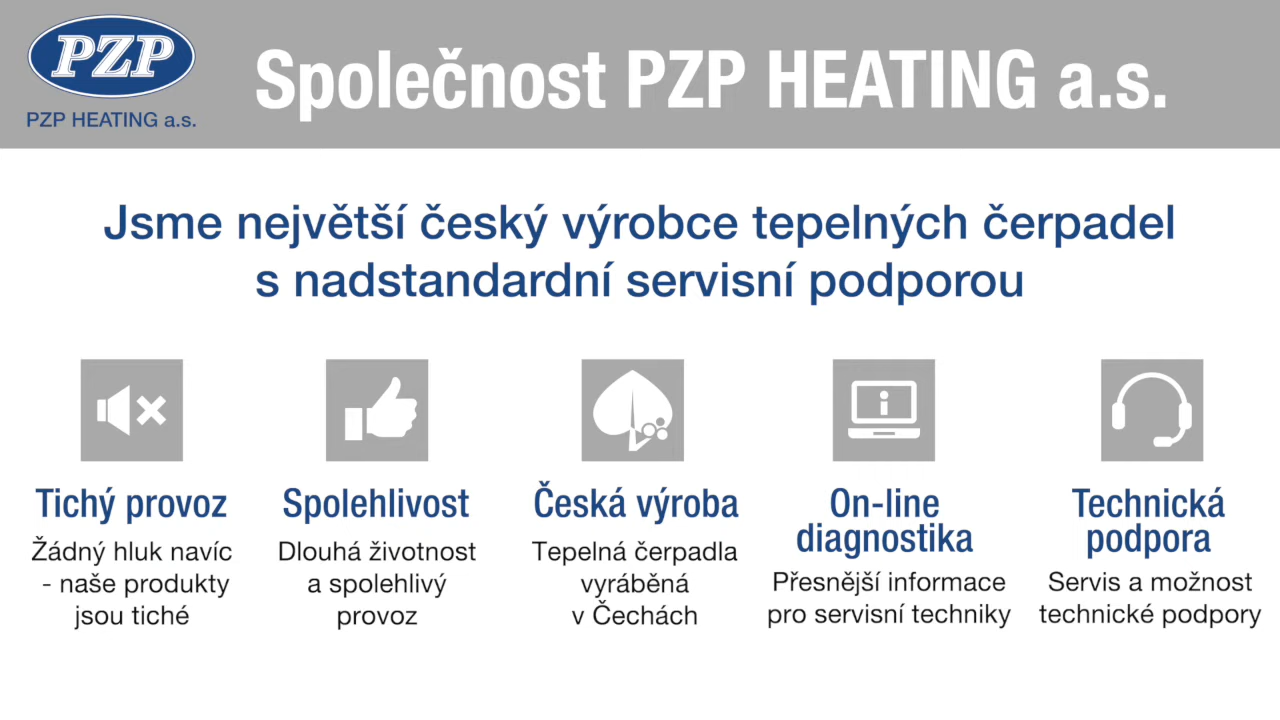 PZP
PZP HEATING a.s.
Společnost PZP HEATING a.s.
Jsme největší český výrobce tepelných čerpadel
s nadstandardní servisní podporou
Tichý provoz
Žádný hluk navíc
- naše produkty
jsou tiché
Spolehlivost
Dlouhá životnost
a spolehlivý
provoz
Česká výroba
Tepelná čerpadla
vyráběná
v Čechách
On-line
diagnostika
Přesnější informace
pro servisní techniky
Technická
podpora
Servis a možnost
technické podpory